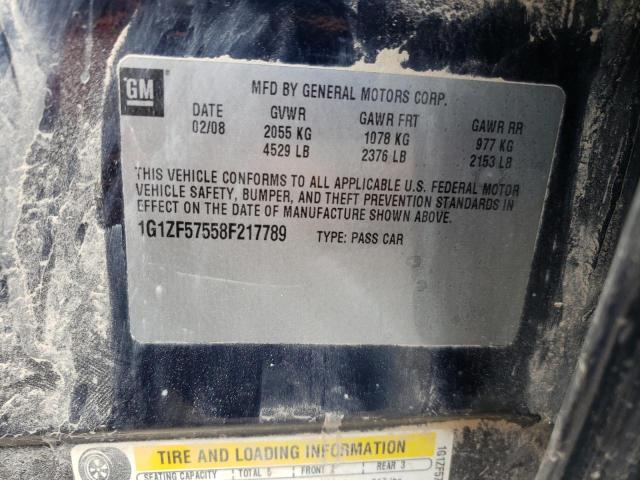 GM
MFD BY GENERAL MOTORS CORP.
DATE GVWR GAWR FRT GAWR RR
02/08 2055 KG 1078 KG 977 KG
4529 LB 2376 LB 2153 LB
THIS VEHICLE CONFORMS TO ALL APPLICABLE U.S. FEDERAL MOTOR
VEHICLE SAFETY, BUMPER, AND THEFT PREVENTION STANDARDS IN
EFFECT ON THE DATE OF MANUFACTURE SHOWN ABOVE.
1G1ZF57558F217789 TYPE: PASS CAR
TIRE AND LOADING INFORMATION
SEATING CAPACITY TOTAL 5 FRONT 2 REAR 3
1G1ZF5